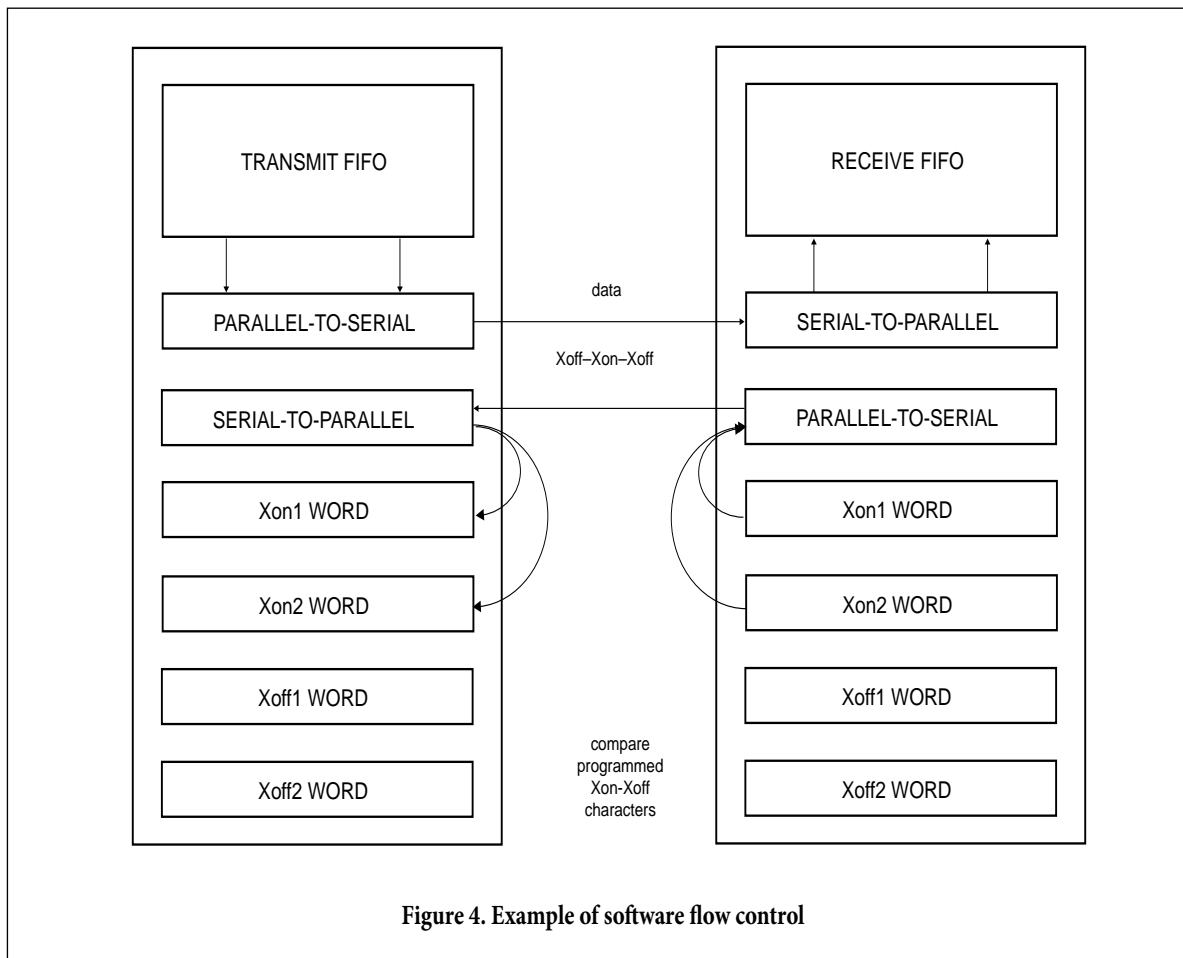 TRANSMIT FIFO
PARALLEL-TO-SERIAL
SERIAL-TO-PARALLEL
Xon1 WORD
Xon2 WORD
Xoff1 WORD
Xoff2 WORD
data
Xoff–Xon–Xoff
compare
programmed
Xon-Xoff
characters
RECEIVE FIFO
SERIAL-TO-PARALLEL
PARALLEL-TO-SERIAL
Xon1 WORD
Xon2 WORD
Xoff1 WORD
Xoff2 WORD
Figure 4. Example of software flow control